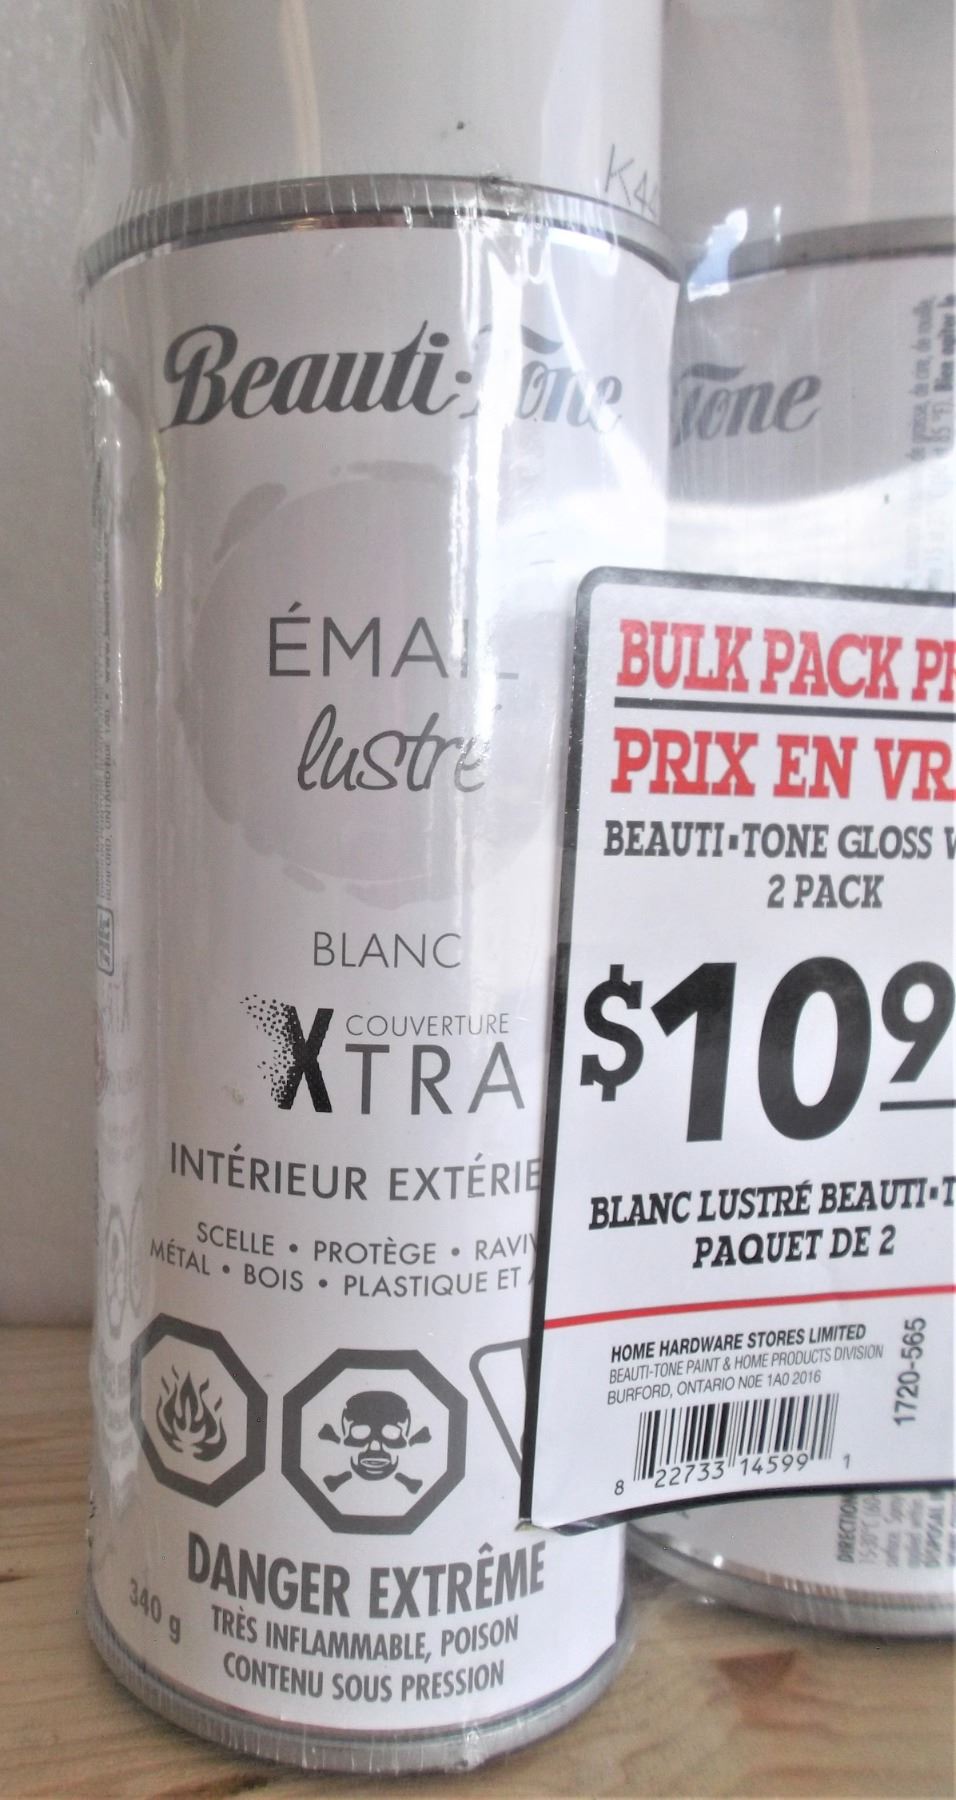 K44
Beauti-Tone
Tone
ÉMAIL
lustré
BLANC
COUVERTURE
XTRA
INTÉRIEUR EXTÉRIE
SCELLE • PROTÈGE • RAVIV
MÉTAL • BOIS • PLASTIQUE ET
DANGER EXTRÊME
340 g
TRÈS INFLAMMABLE, POISON
CONTENU SOUS PRESSION
BULK PACK PR
PRIX EN VR
BEAUTI-TONE GLOSS
2 PACK
$109
BLANC LUSTRÉ BEAUTI-T
PAQUET DE 2
HOME HARDWARE STORES LIMITED
BEAUTI-TONE PAINT & HOME PRODUCTS DIVISION
BURFORD, ONTARIO N0E 1A0 2016
1720-565
8 22733 14599 1